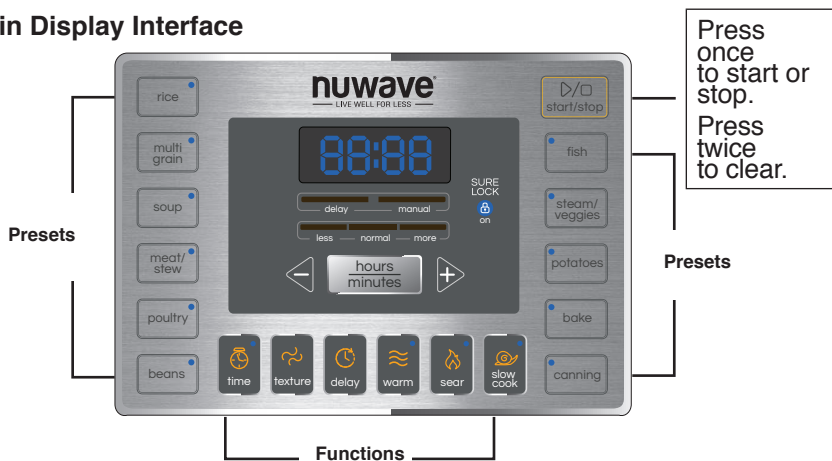 in Display Interface
Press
once
to start or
stop.
Press
twice
to clear.
Presets
rice
multi
grain
soup
meat/
stew
poultry
beans
nuwave
LIVE WELL FOR LESS
88:88
delay manual
less normal more
SURE
LOCK
on
− hours +
minutes
time texture delay warm sear slow
cook
start/stop
fish
steam/
veggies
potatoes
bake
canning
Presets
Functions